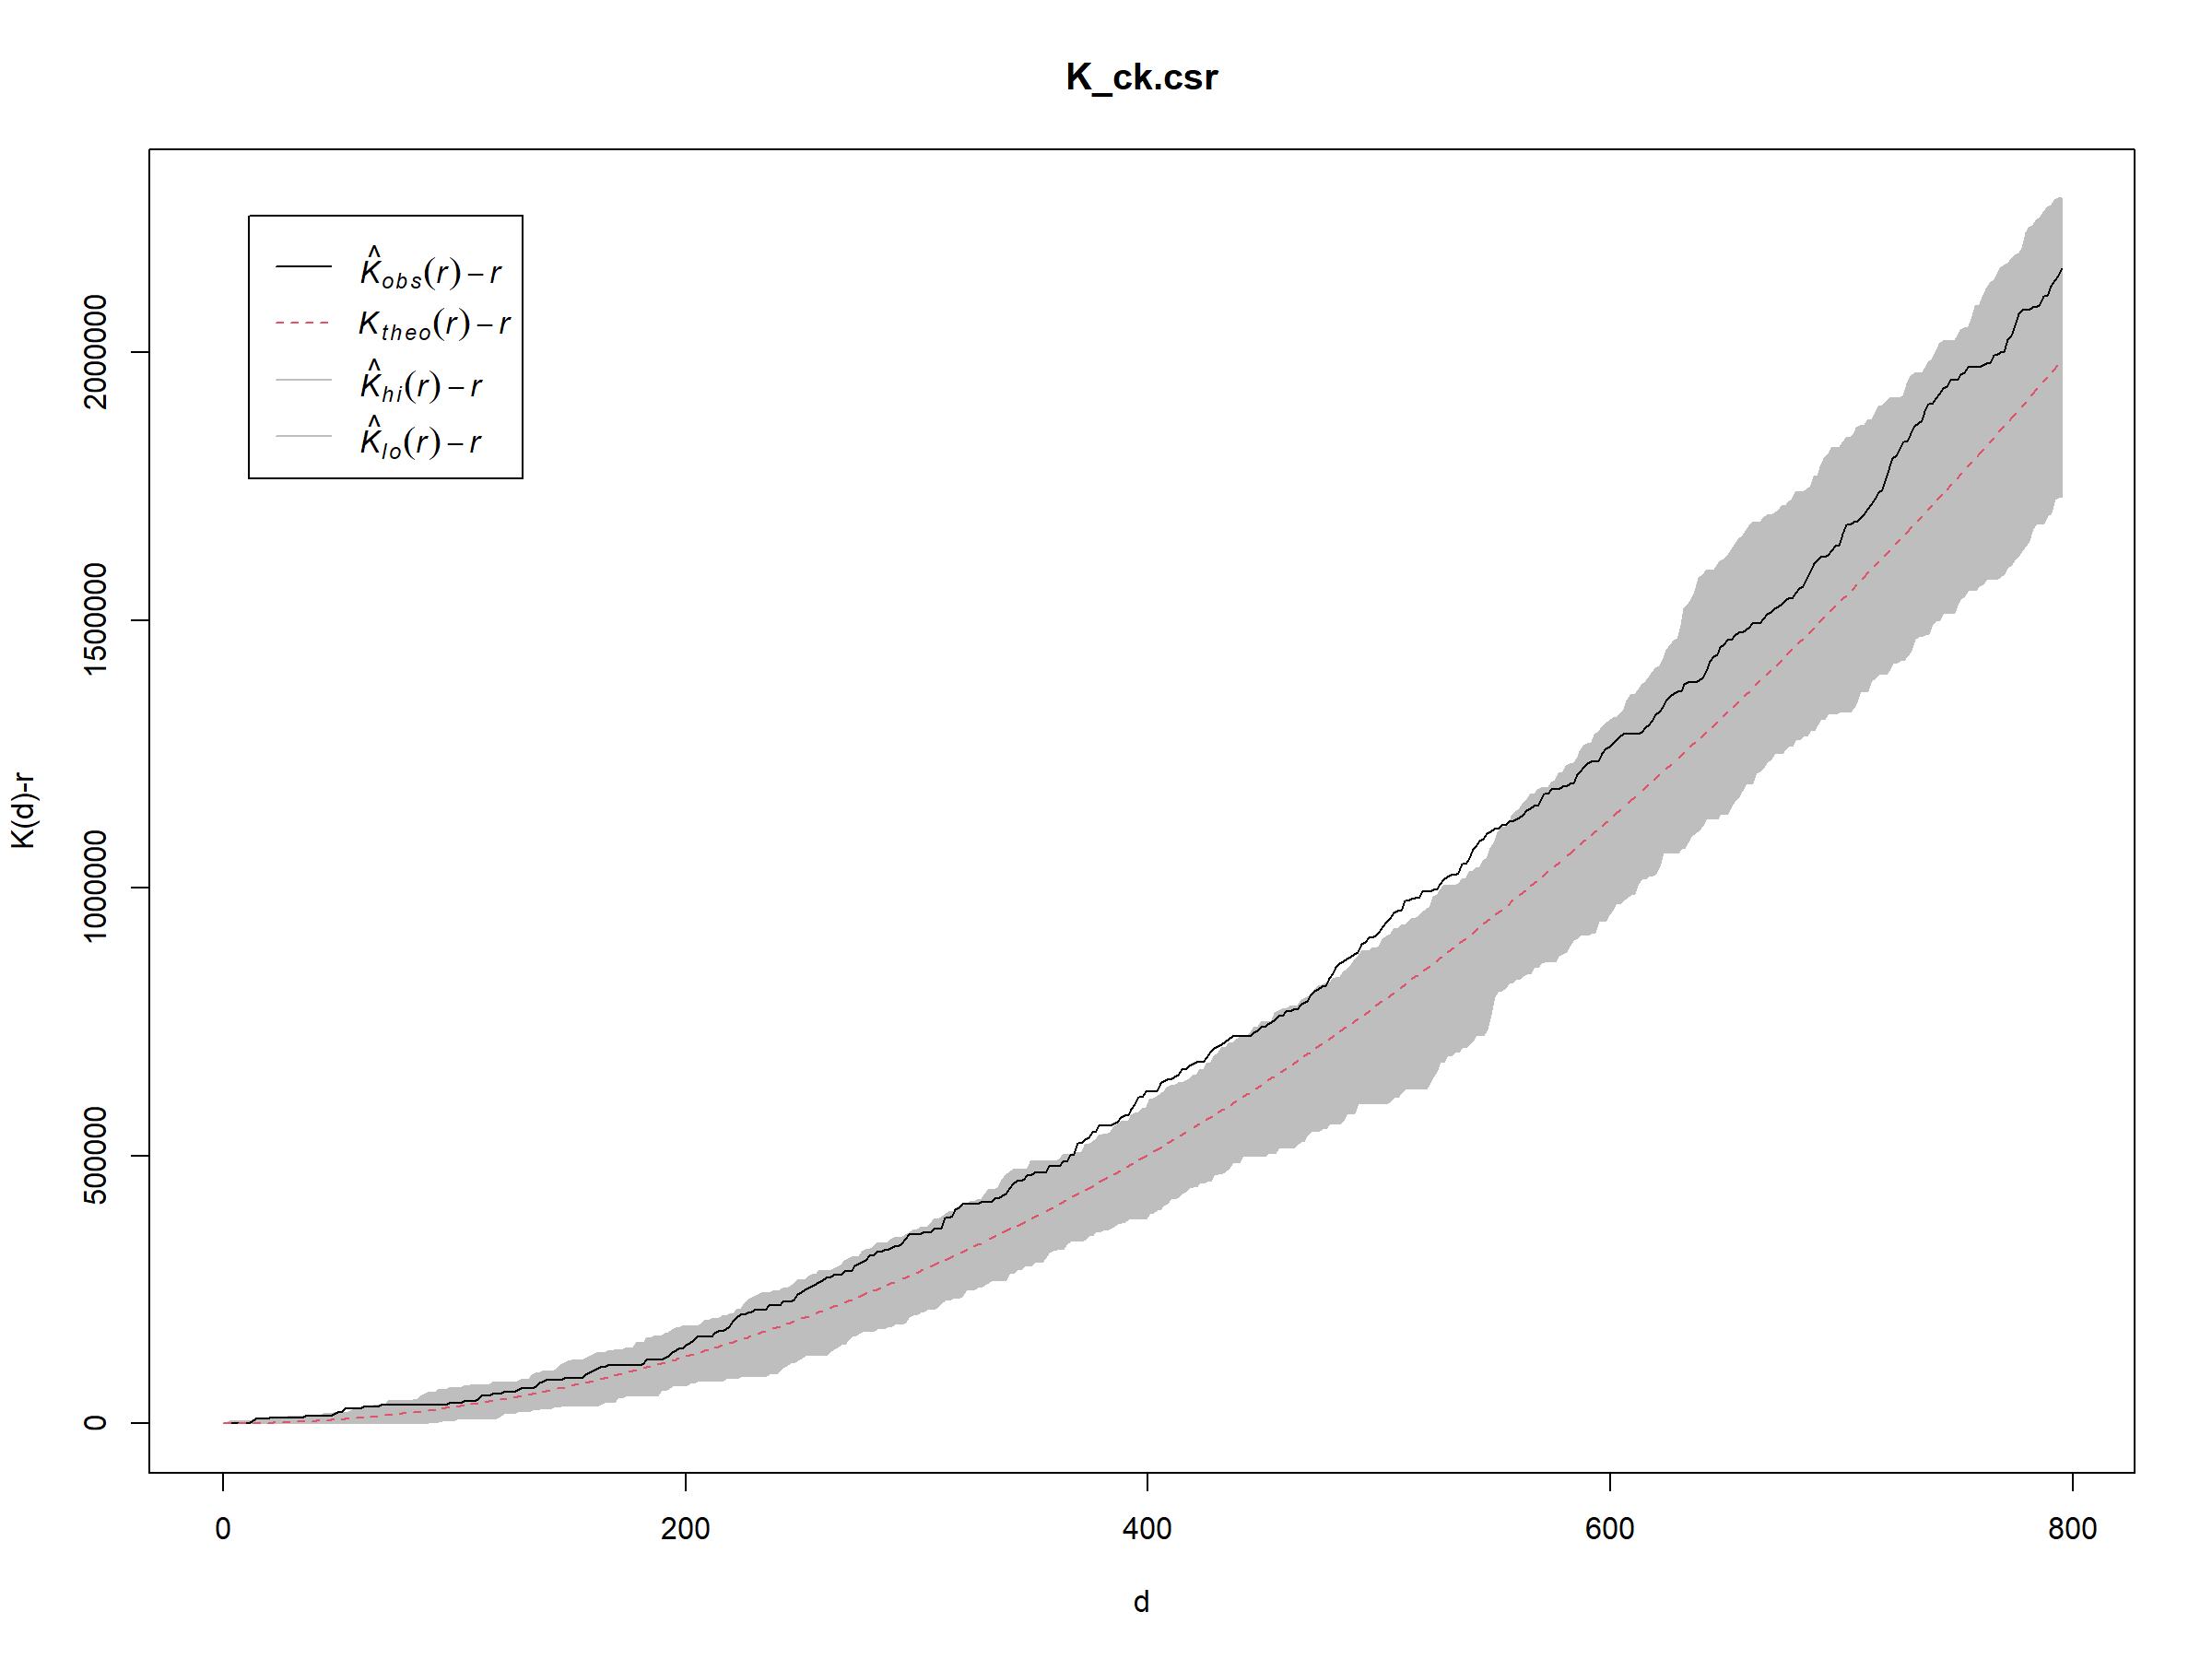 K_ck.csr
K̂obs(r) − r
Ktheo(r) − r
K̂hi(r) − r
K̂lo(r) − r
K(d)-r
2000000
1500000
1000000
500000
0
0 200 400 600 800
d